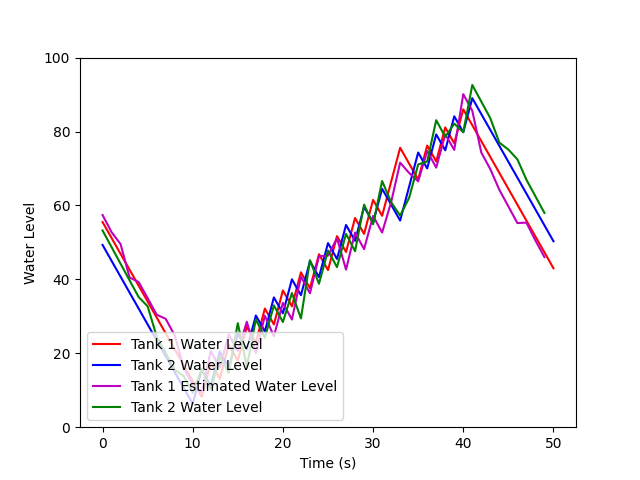 100
80
60
40
20
0
Water Level
Tank 1 Water Level
Tank 2 Water Level
Tank 1 Estimated Water Level
Tank 2 Water Level
0 10 20 30 40 50
Time (s)